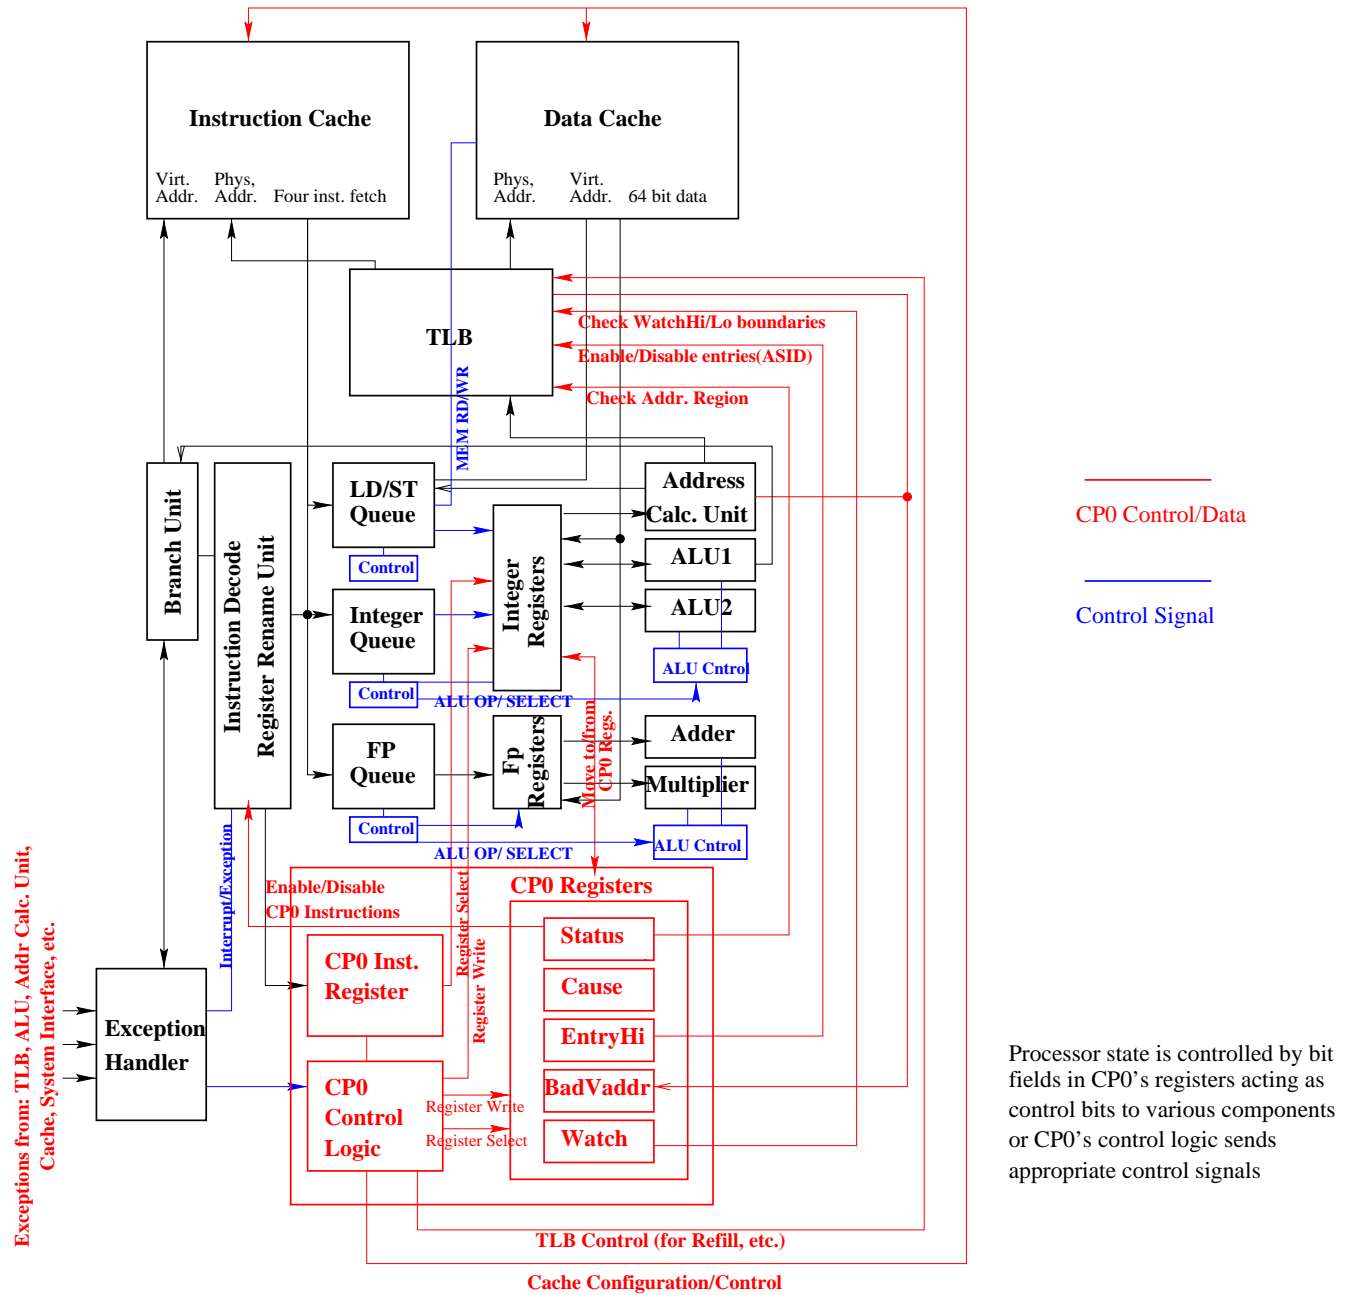 Instruction Cache
Virt.
Addr.
Phys,
Addr.
Four inst. fetch
Data Cache
Phys,
Addr.
Virt.
Addr.
64 bit data
TLB
Check WatchHi/Lo boundaries
Enable/Disable entries(ASID)
Check Addr. Region
MEM RD/WR
Branch Unit
Instruction Decode
Register Rename Unit
LD/ST
Queue
Control
Integer
Queue
Control
FP
Queue
Control
Integer
Registers
Fp
Registers
Address
Calc. Unit
ALU1
ALU2
ALU Cntrol
ALU OP/ SELECT
Adder
Multiplier
ALU Cntrol
ALU OP/ SELECT
Move to/from
CP0 Regs.
CP0 Control/Data
Control Signal
Interrupt/Exception
Enable/Disable
CP0 Instructions
Register Select
Register Write
CP0 Registers
Status
Cause
EntryHi
BadVaddr
Watch
CP0 Inst.
Register
CP0
Control
Logic
Register Write
Register Select
Exception
Handler
Exceptions from: TLB, ALU, Addr Calc. Unit,
Cache, System Interface, etc.
TLB Control (for Refill, etc.)
Cache Configuration/Control
Processor state is controlled by bit
fields in CP0's registers acting as
control bits to various components
or CP0's control logic sends
appropriate control signals